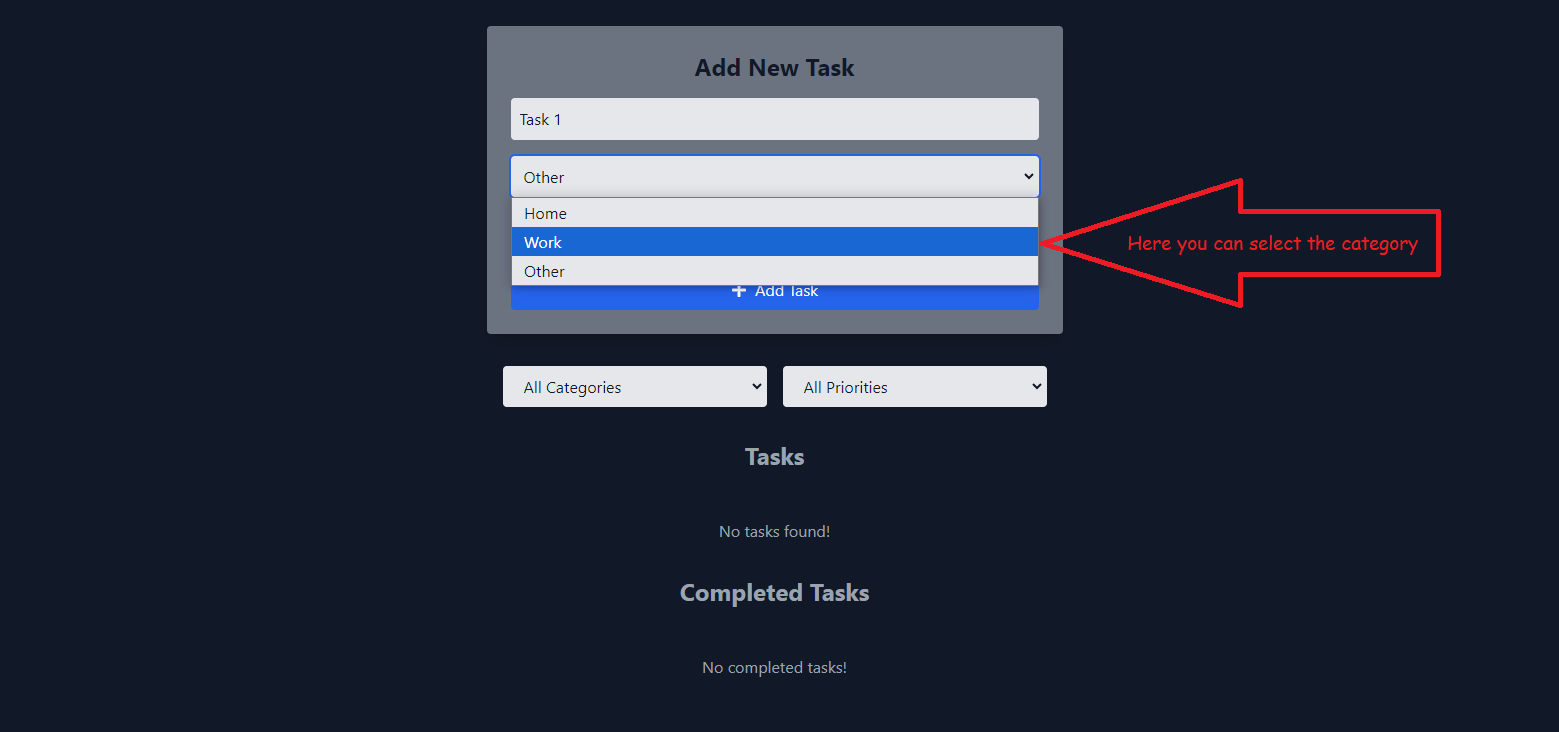 Add New Task
Task 1
Other
Home
Work
Here you can select the category
Other
Add Task
All Categories
All Priorities
Tasks
No tasks found!
Completed Tasks
No completed tasks!